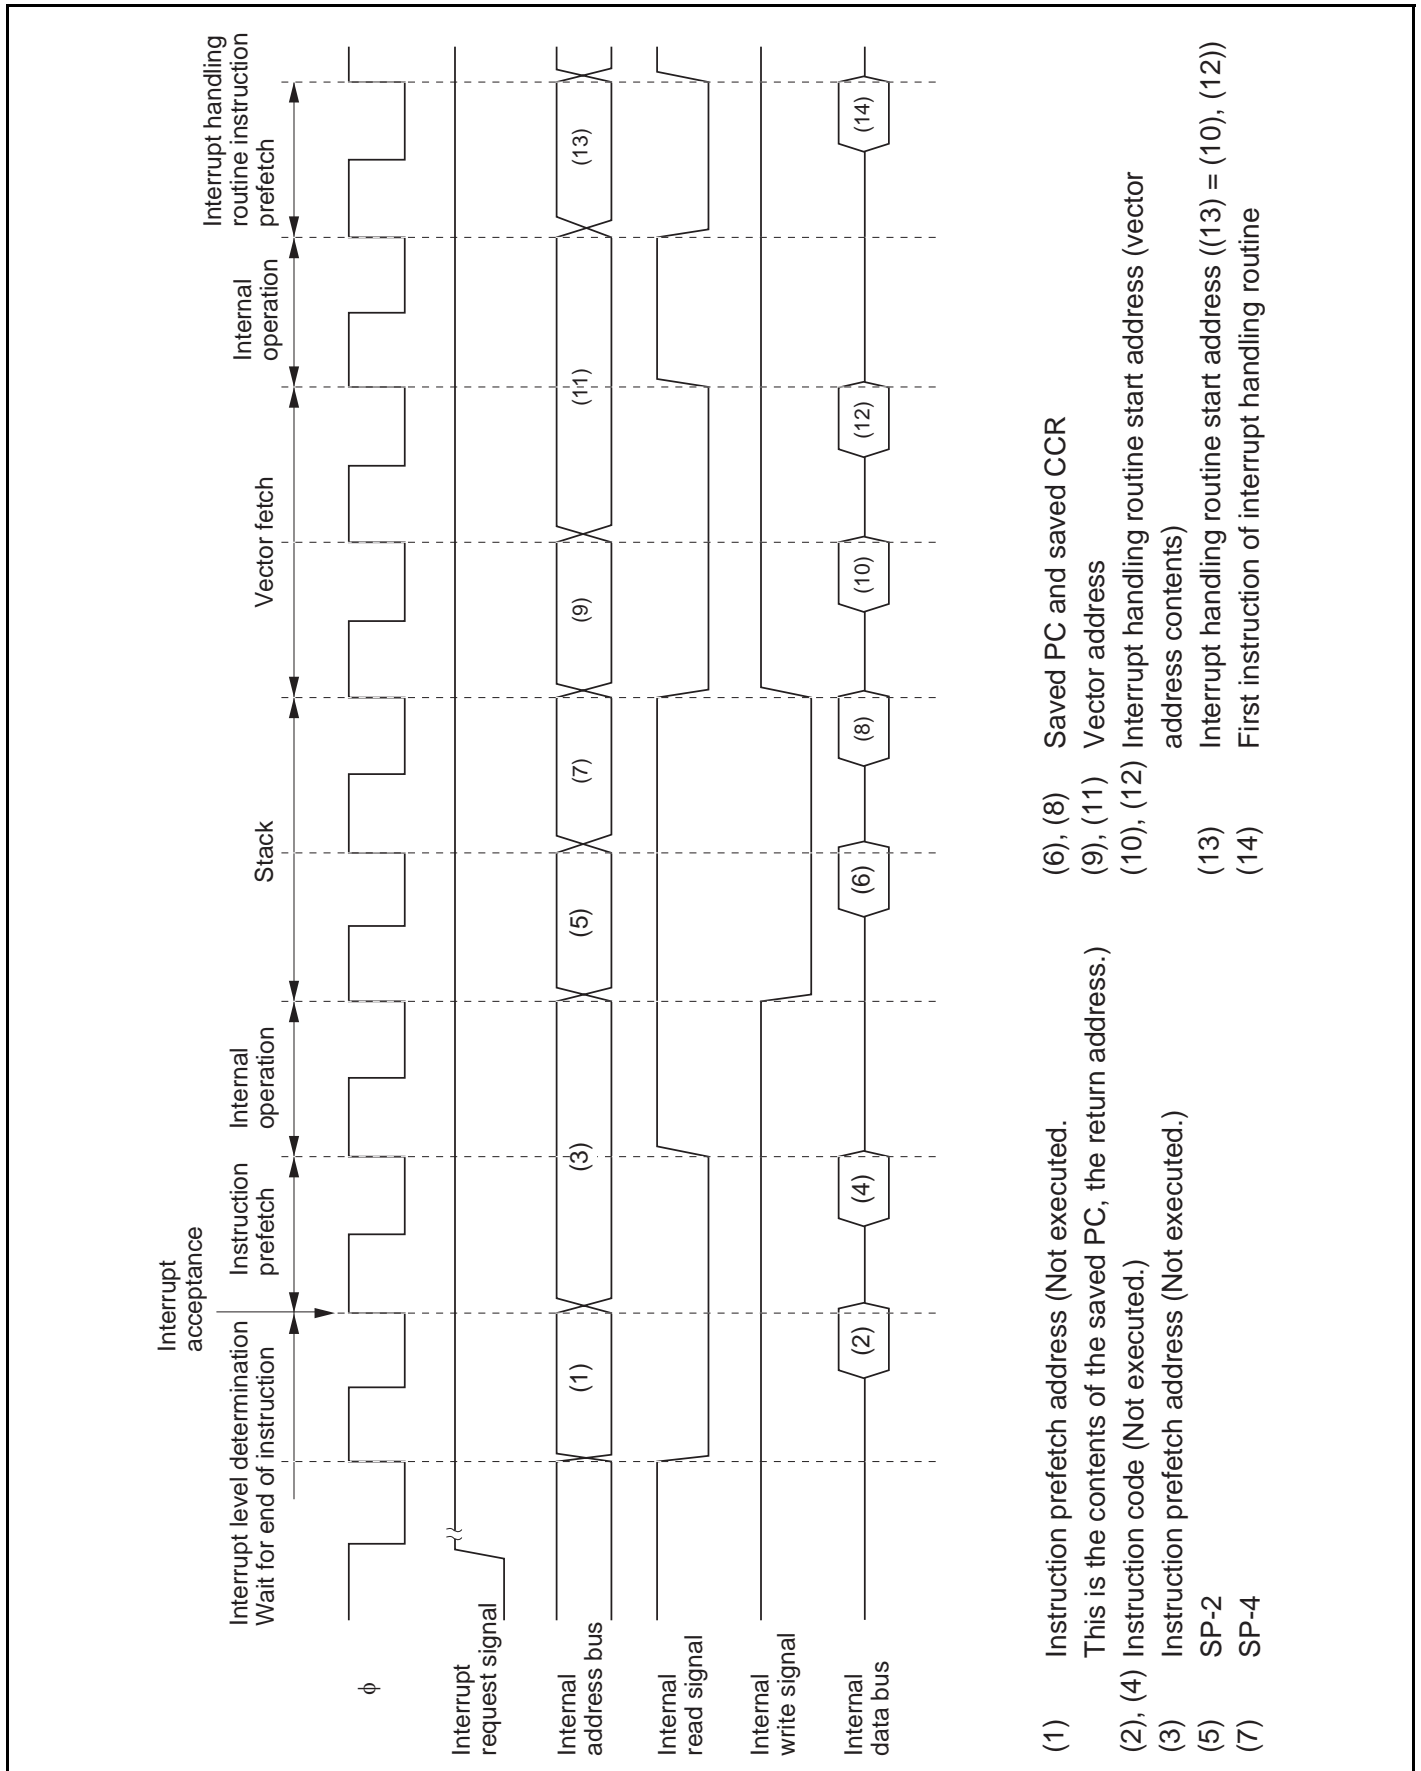 Interrupt
acceptance
Interrupt level determination
Wait for end of instruction
Instruction
prefetch
Internal
operation
Stack
Vector fetch
Internal
operation
Interrupt handling
routine instruction
prefetch
ϕ
Interrupt
request signal
Internal
address bus
(1)
(3)
(5)
(7)
(9)
(11)
(13)
Internal
read signal
Internal
write signal
Internal
data bus
(2)
(4)
(6)
(8)
(10)
(12)
(14)
(1) Instruction prefetch address (Not executed.
This is the contents of the saved PC, the return address.)
(2), (4) Instruction code (Not executed.)
(3) Instruction prefetch address (Not executed.)
(5) SP-2
(7) SP-4
(6), (8) Saved PC and saved CCR
(9), (11) Vector address
(10), (12) Interrupt handling routine start address (vector
address contents)
(13) Interrupt handling routine start address ((13) = (10), (12))
(14) First instruction of interrupt handling routine